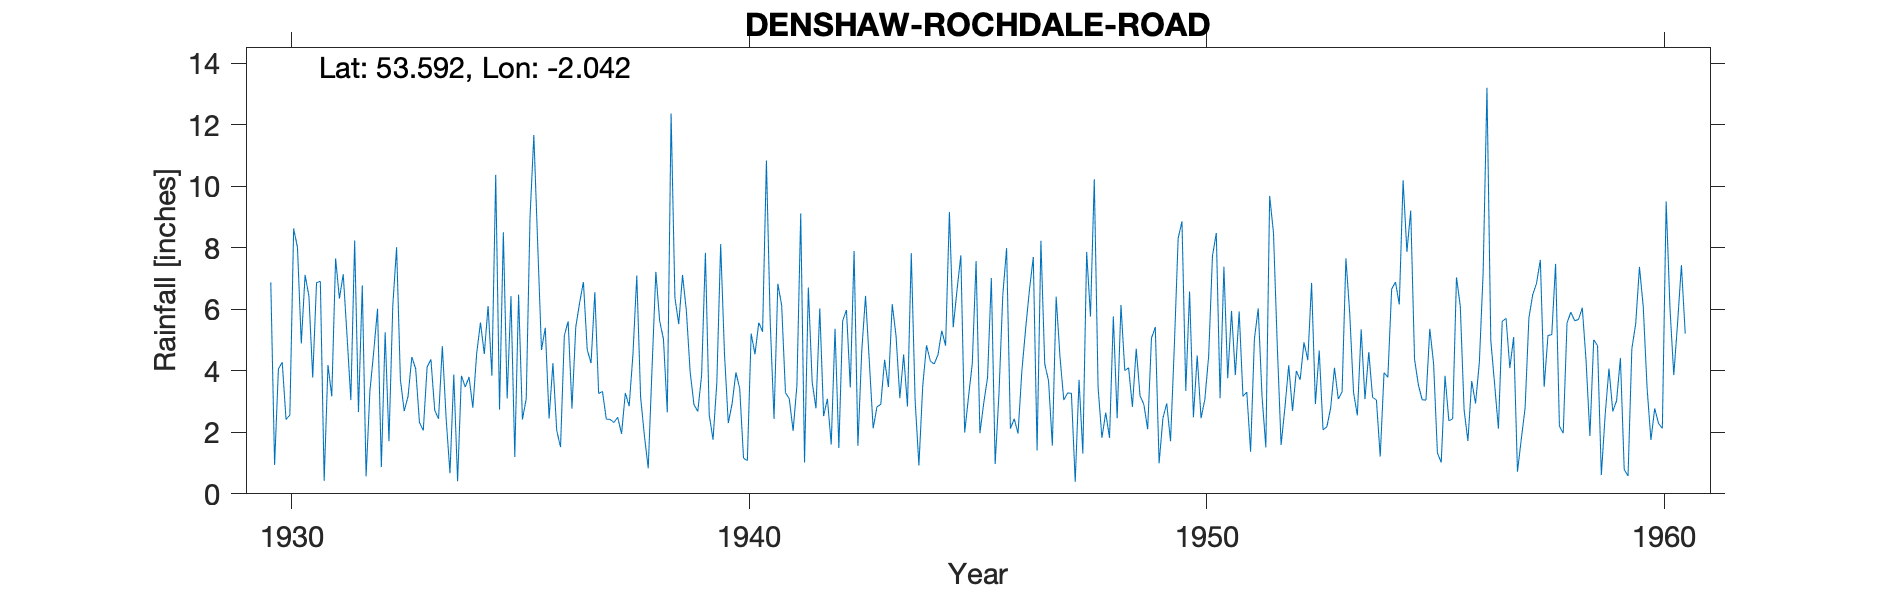 DENSHAW-ROCHDALE-ROAD
Lat: 53.592, Lon: -2.042
14
12
10
8
6
4
2
0
Rainfall [inches]
1930 1940 1950 1960
Year